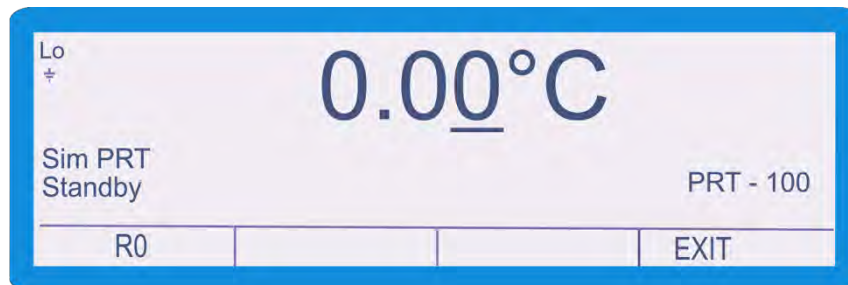 Lo
0.00°C
Sim PRT
Standby
PRT - 100
R0
EXIT